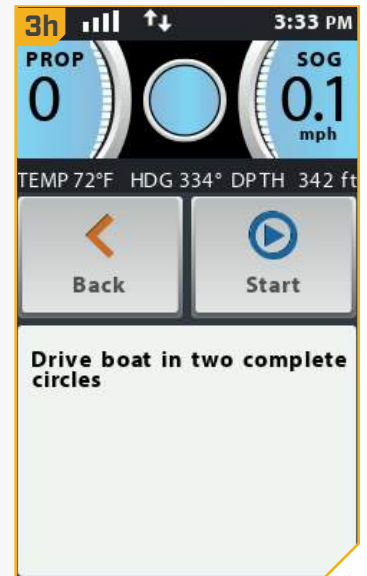 3h 3:33 PM
PROP SOG
0 0.1
mph
TEMP 72°F HDG 334° DPTH 342 ft
Back Start
Drive boat in two complete
circles